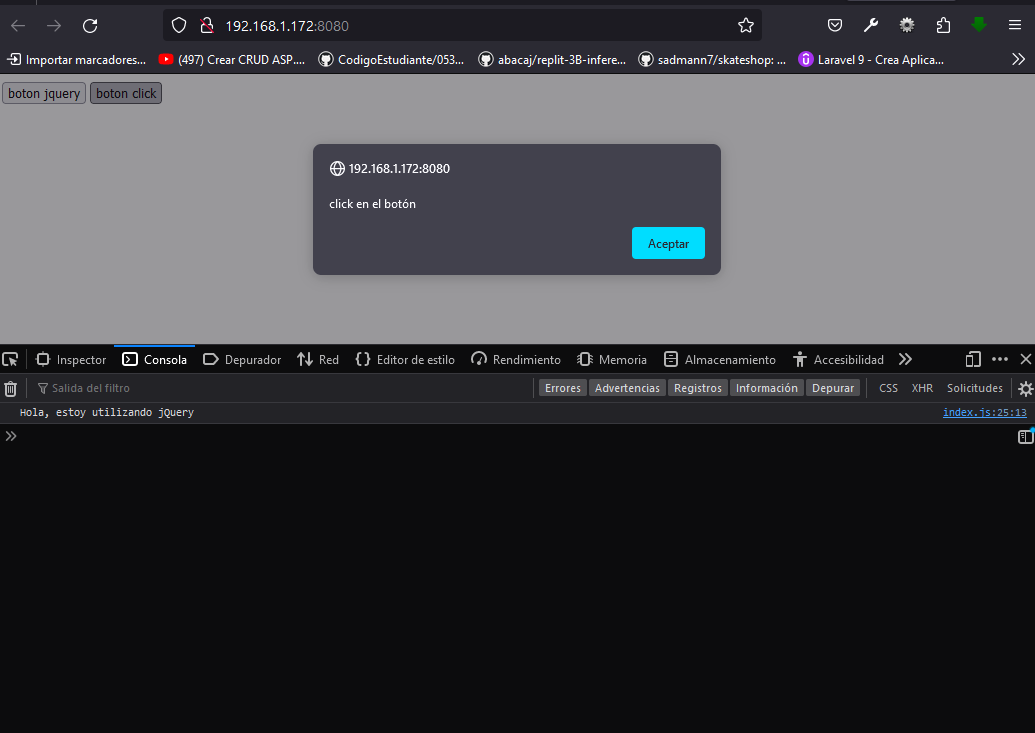 192.168.1.172:8080
Importar marcadores... (497) Crear CRUD ASP.... CodigoEstudiante/053... abacaj/replit-3B-infere... sadmann7/skateshop: ... Laravel 9 - Crea Aplica...
boton jquery boton click
192.168.1.172:8080
click en el botón
Aceptar
Inspector Consola Depurador Red Editor de estilo Rendimiento Memoria Almacenamiento Accesibilidad
Salida del filtro Errores Advertencias Registros Información Depurar CSS XHR Solicitudes
Hola, estoy utilizando jQuery index.js:25:13